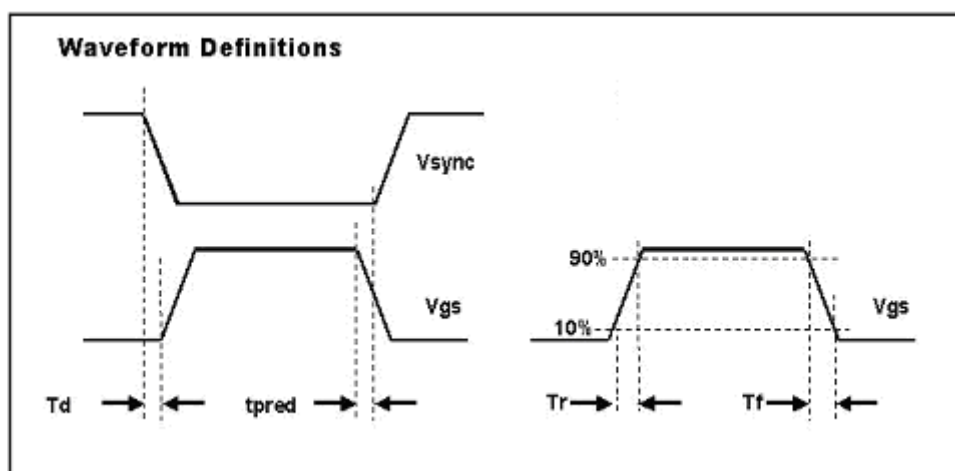 Waveform Definitions
Vsync
90%
Vgs
10%
Vgs
Td
tpred
Tr
Tf